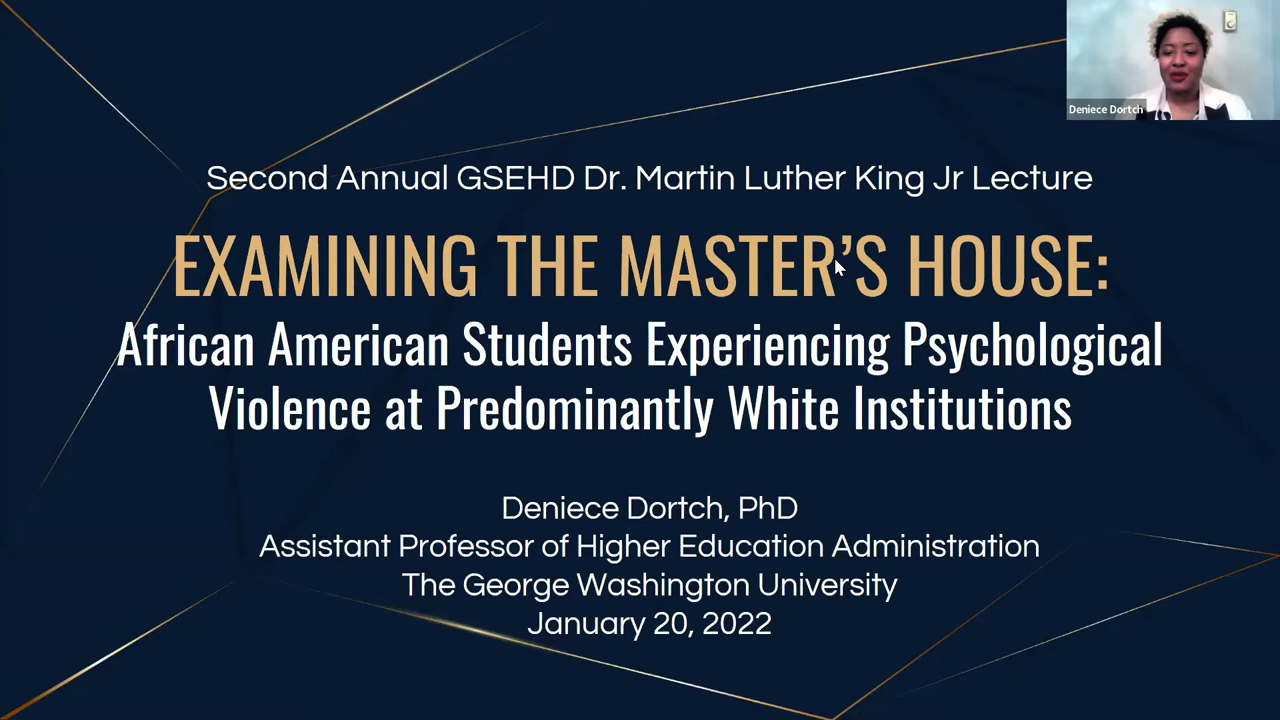 Deniece Dortch
Second Annual GSEHD Dr. Martin Luther King Jr Lecture
EXAMINING THE MASTER’S HOUSE:
African American Students Experiencing Psychological
Violence at Predominantly White Institutions
Deniece Dortch, PhD
Assistant Professor of Higher Education Administration
The George Washington University
January 20, 2022